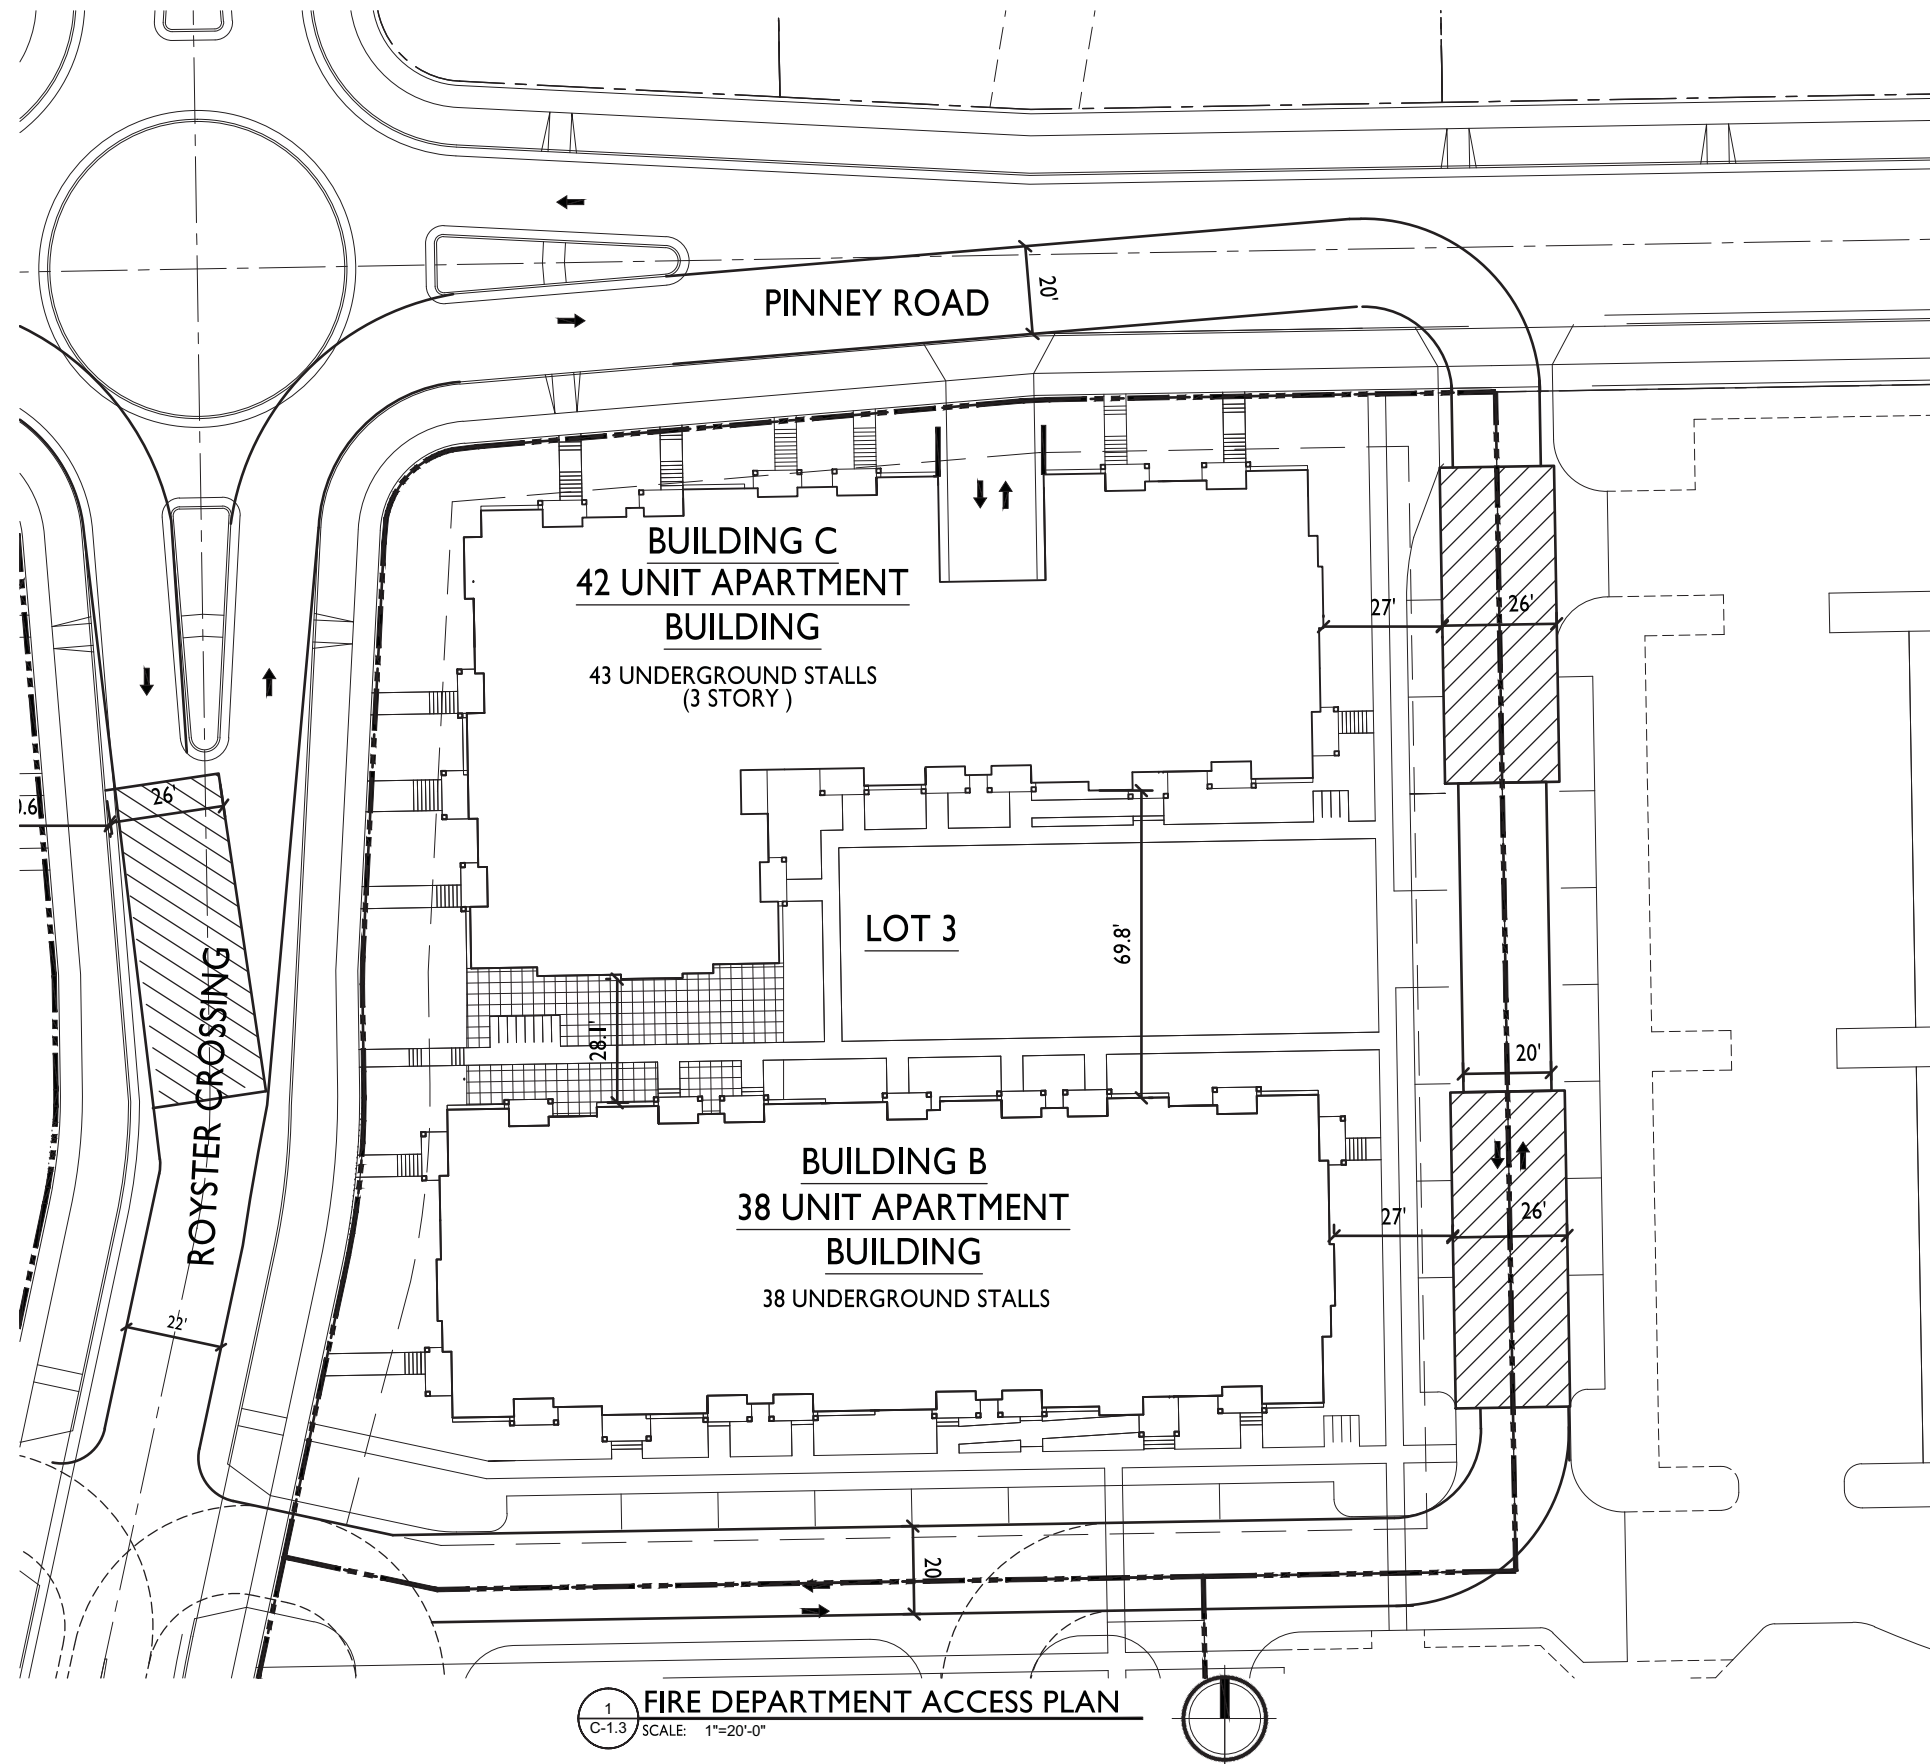 20'
PINNEY ROAD
BUILDING C
42 UNIT APARTMENT
BUILDING
43 UNDERGROUND STALLS
(3 STORY )
27'
26'
26'
LOT 3
69.8'
28.1'
20'
ROYSTER CROSSING
BUILDING B
38 UNIT APARTMENT
BUILDING
38 UNDERGROUND STALLS
27'
26'
22'
20
1
C-1.3
FIRE DEPARTMENT ACCESS PLAN
SCALE: 1"=20'-0"